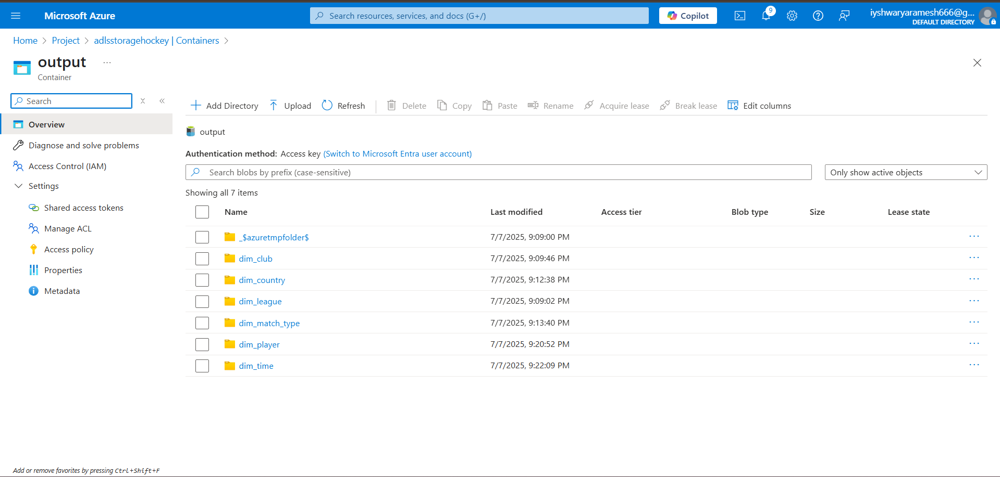 Microsoft Azure
Search resources, services, and docs (G+/)
Copilot
9
iyshwaryaramesh666@g...
DEFAULT DIRECTORY
Home > Project > adlsstoragehockey | Containers >
output ...
Container
Search
Add Directory Upload Refresh Delete Copy Paste Rename Acquire lease Break lease Edit columns
Overview
Diagnose and solve problems
Access Control (IAM)
Settings
Shared access tokens
Manage ACL
Access policy
Properties
Metadata
output
Authentication method: Access key (Switch to Microsoft Entra user account)
Search blobs by prefix (case-sensitive)
Only show active objects
Showing all 7 items
Name Last modified Access tier Blob type Size Lease state
_$azuretmpfolder$ 7/7/2025, 9:09:00 PM ...
dim_club 7/7/2025, 9:09:46 PM ...
dim_country 7/7/2025, 9:12:38 PM ...
dim_league 7/7/2025, 9:09:02 PM ...
dim_match_type 7/7/2025, 9:13:40 PM ...
dim_player 7/7/2025, 9:20:52 PM ...
dim_time 7/7/2025, 9:22:09 PM ...
Add or remove favorites by pressing Ctrl+Shift+F